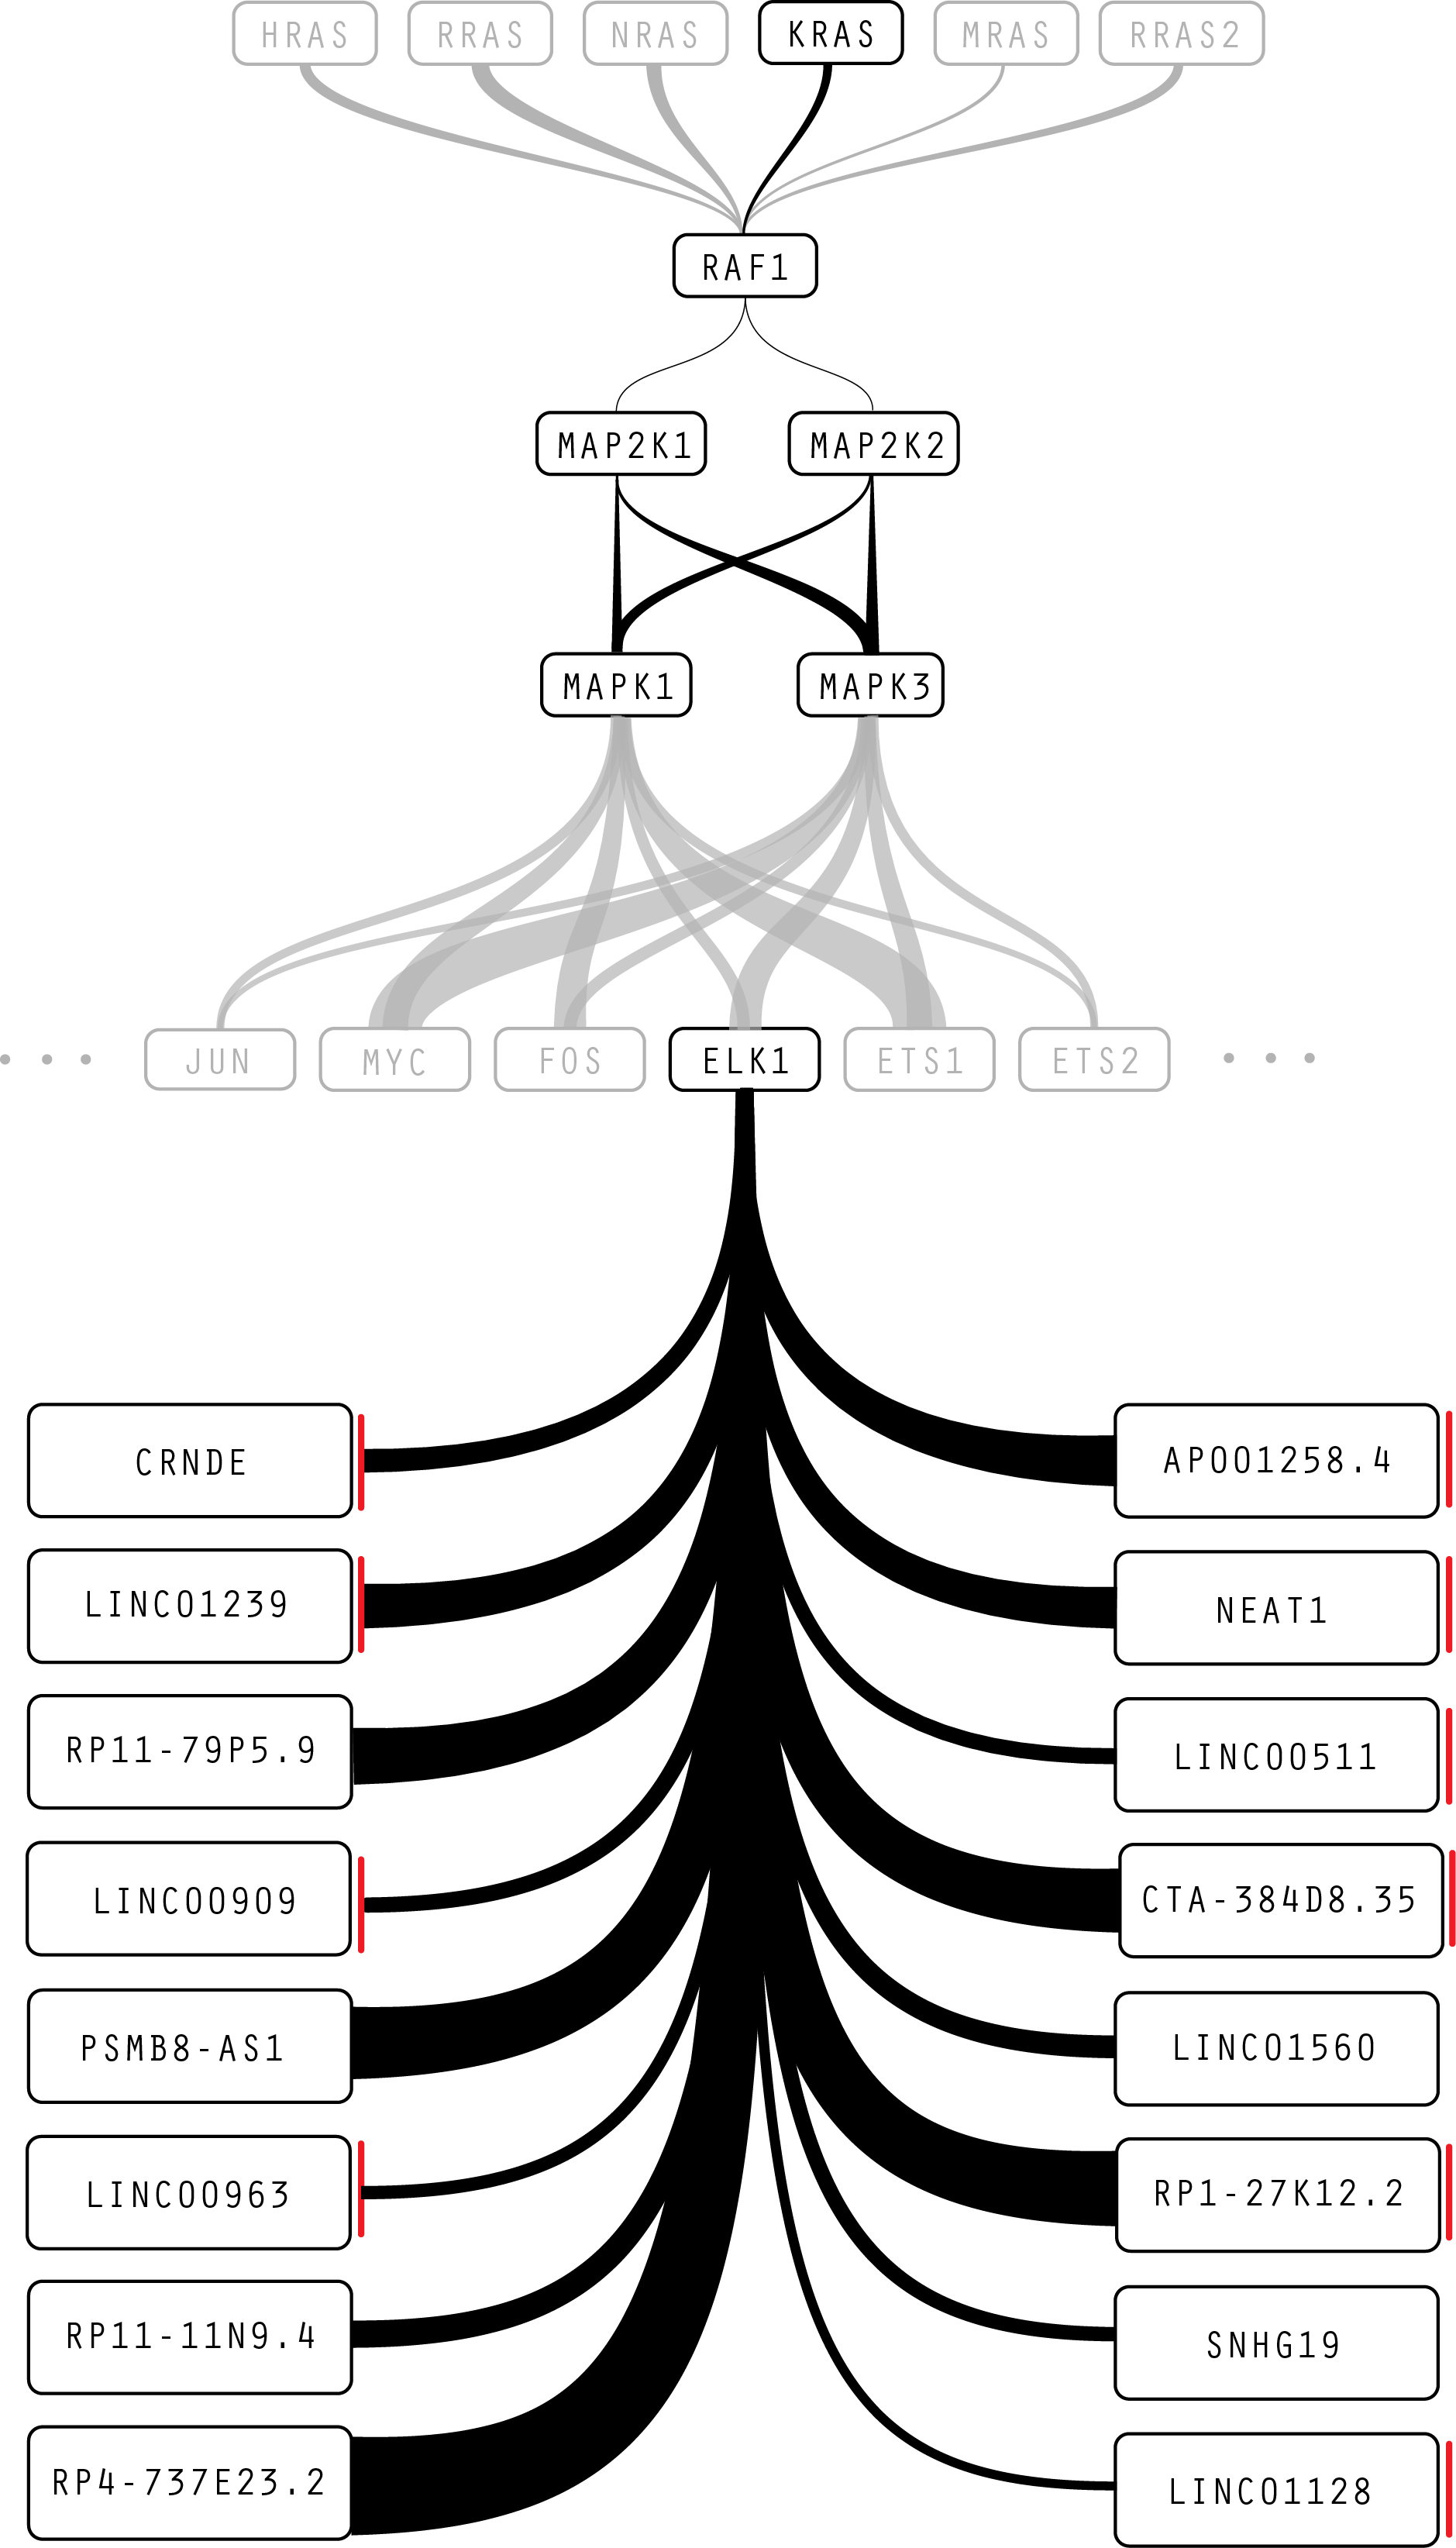 HRAS RRAS NRAS KRAS MRAS RRAS2
RAF1
MAP2K1 MAP2K2
MAPK1 MAPK3
JUN MYC FOS ELK1 ETS1 ETS2
CRNDE AP001258.4
LINC01239 NEAT1
RP11-79P5.9 LINC00511
LINC00909 CTA-384D8.35
PSMB8-AS1 LINC01560
LINC00963 RP1-27K12.2
RP11-11N9.4 SNHG19
RP4-737E23.2 LINC01128